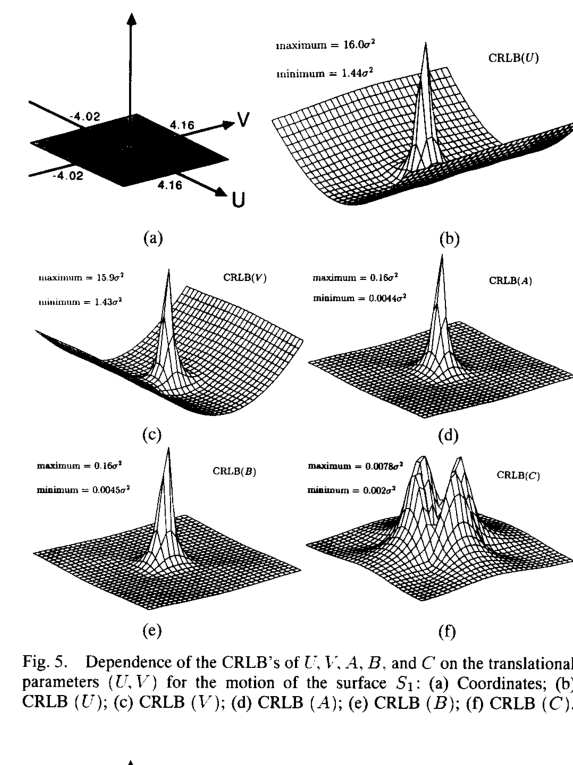 maximum = 16.0σ²
minimum = 1.44σ²
CRLB(U)
-4.02
4.16
V
-4.02
4.16
U
(a)
(b)
maximum = 15.9σ²
minimum = 1.43σ²
CRLB(V)
maximum = 0.16σ²
minimum = 0.0044σ²
CRLB(A)
(c)
(d)
maximum = 0.16σ²
minimum = 0.0045σ²
CRLB(B)
maximum = 0.0078σ²
minimum = 0.002σ²
CRLB(C)
(e)
(f)
Fig. 5. Dependence of the CRLB's of U, V, A, B, and C on the translational
parameters (U, V) for the motion of the surface S₁: (a) Coordinates; (b)
CRLB (U); (c) CRLB (V); (d) CRLB (A); (e) CRLB (B); (f) CRLB (C).